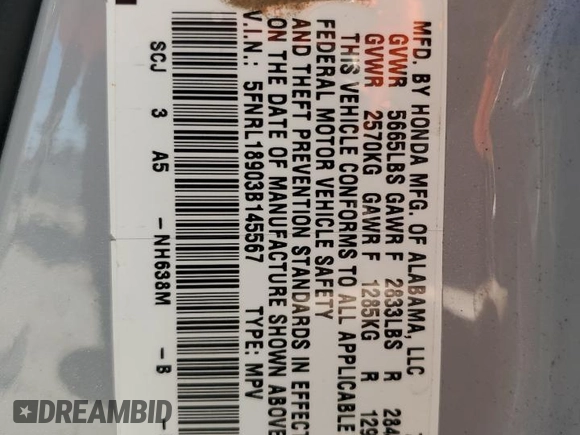 MFD. BY HONDA MFG. OF ALABAMA, LLC
GVWR 5665LBS GAWR F 2833LBS R 284
GVWR 2570KG GAWR F 1285KG R 129
THIS VEHICLE CONFORMS TO ALL APPLICABLE
FEDERAL MOTOR VEHICLE SAFETY
AND THEFT PREVENTION STANDARDS IN EFFECT
ON THE DATE OF MANUFACTURE SHOWN ABOVE
V.I.N.: 5FNRL18903B145567 TYPE: MPV
SCJ 3 A5 -NH638M -B -
DREAMBID